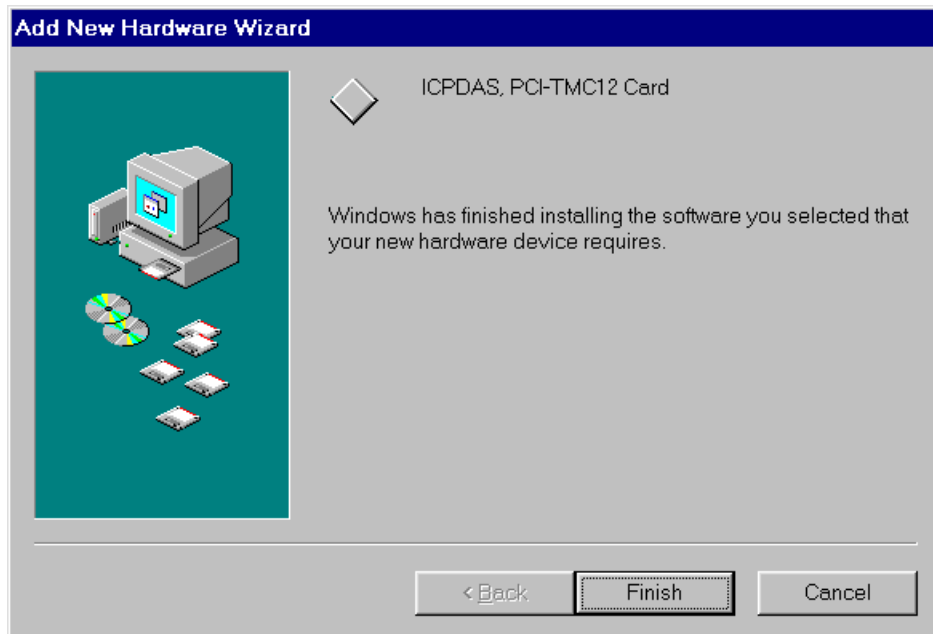 Add New Hardware Wizard
ICPDAS, PCI-TMC12 Card
Windows has finished installing the software you selected that
your new hardware device requires.
< Back
Finish
Cancel